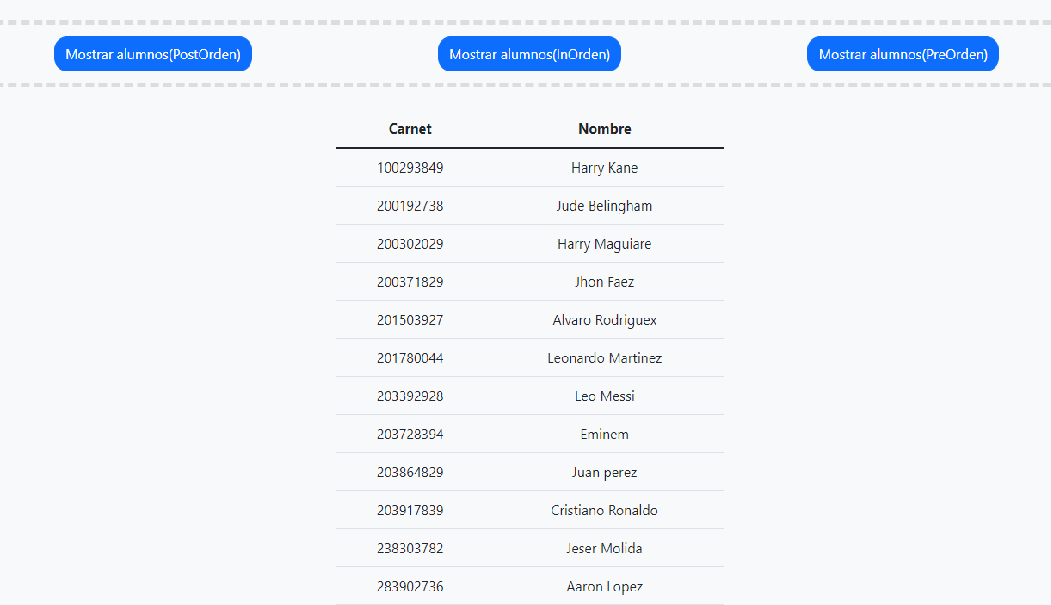 Mostrar alumnos(PostOrden) Mostrar alumnos(InOrden) Mostrar alumnos(PreOrden)
Carnet Nombre
100293849 Harry Kane
200192738 Jude Belingham
200302029 Harry Maguiare
200371829 Jhon Faez
201503927 Alvaro Rodriguex
201780044 Leonardo Martinez
203392928 Leo Messi
203728394 Eminem
203864829 Juan perez
203917839 Cristiano Ronaldo
238303782 Jeser Molida
283902736 Aaron Lopez